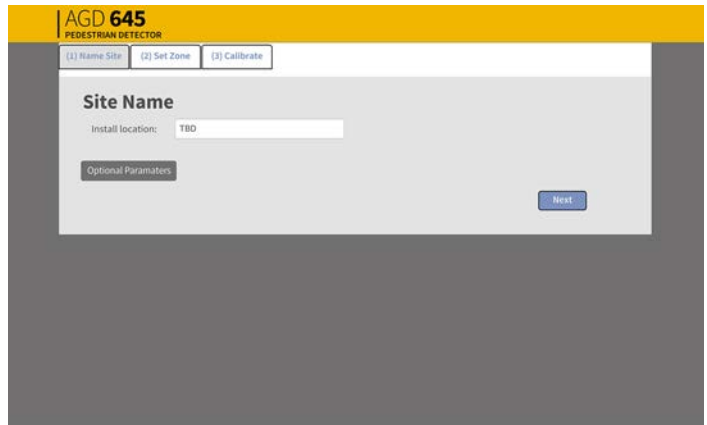 AGD 645
PEDESTRIAN DETECTOR
(1) Name Site (2) Set Zone (3) Calibrate
Site Name
Install location: TBD
Optional Paramaters
Next